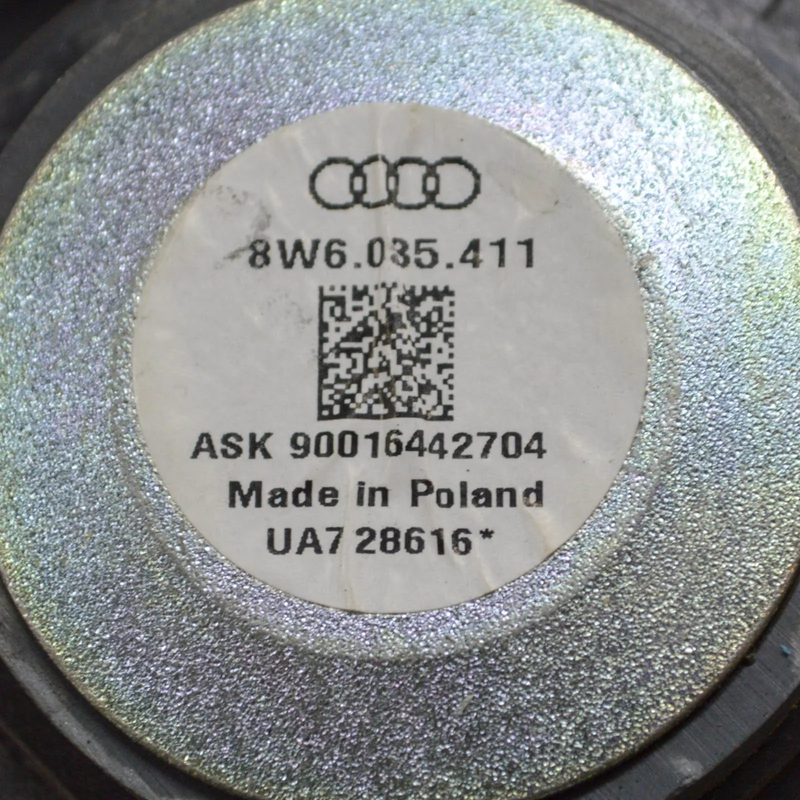 8W6.035.411
ASK 90016442704
Made in Poland
UA7 28616*